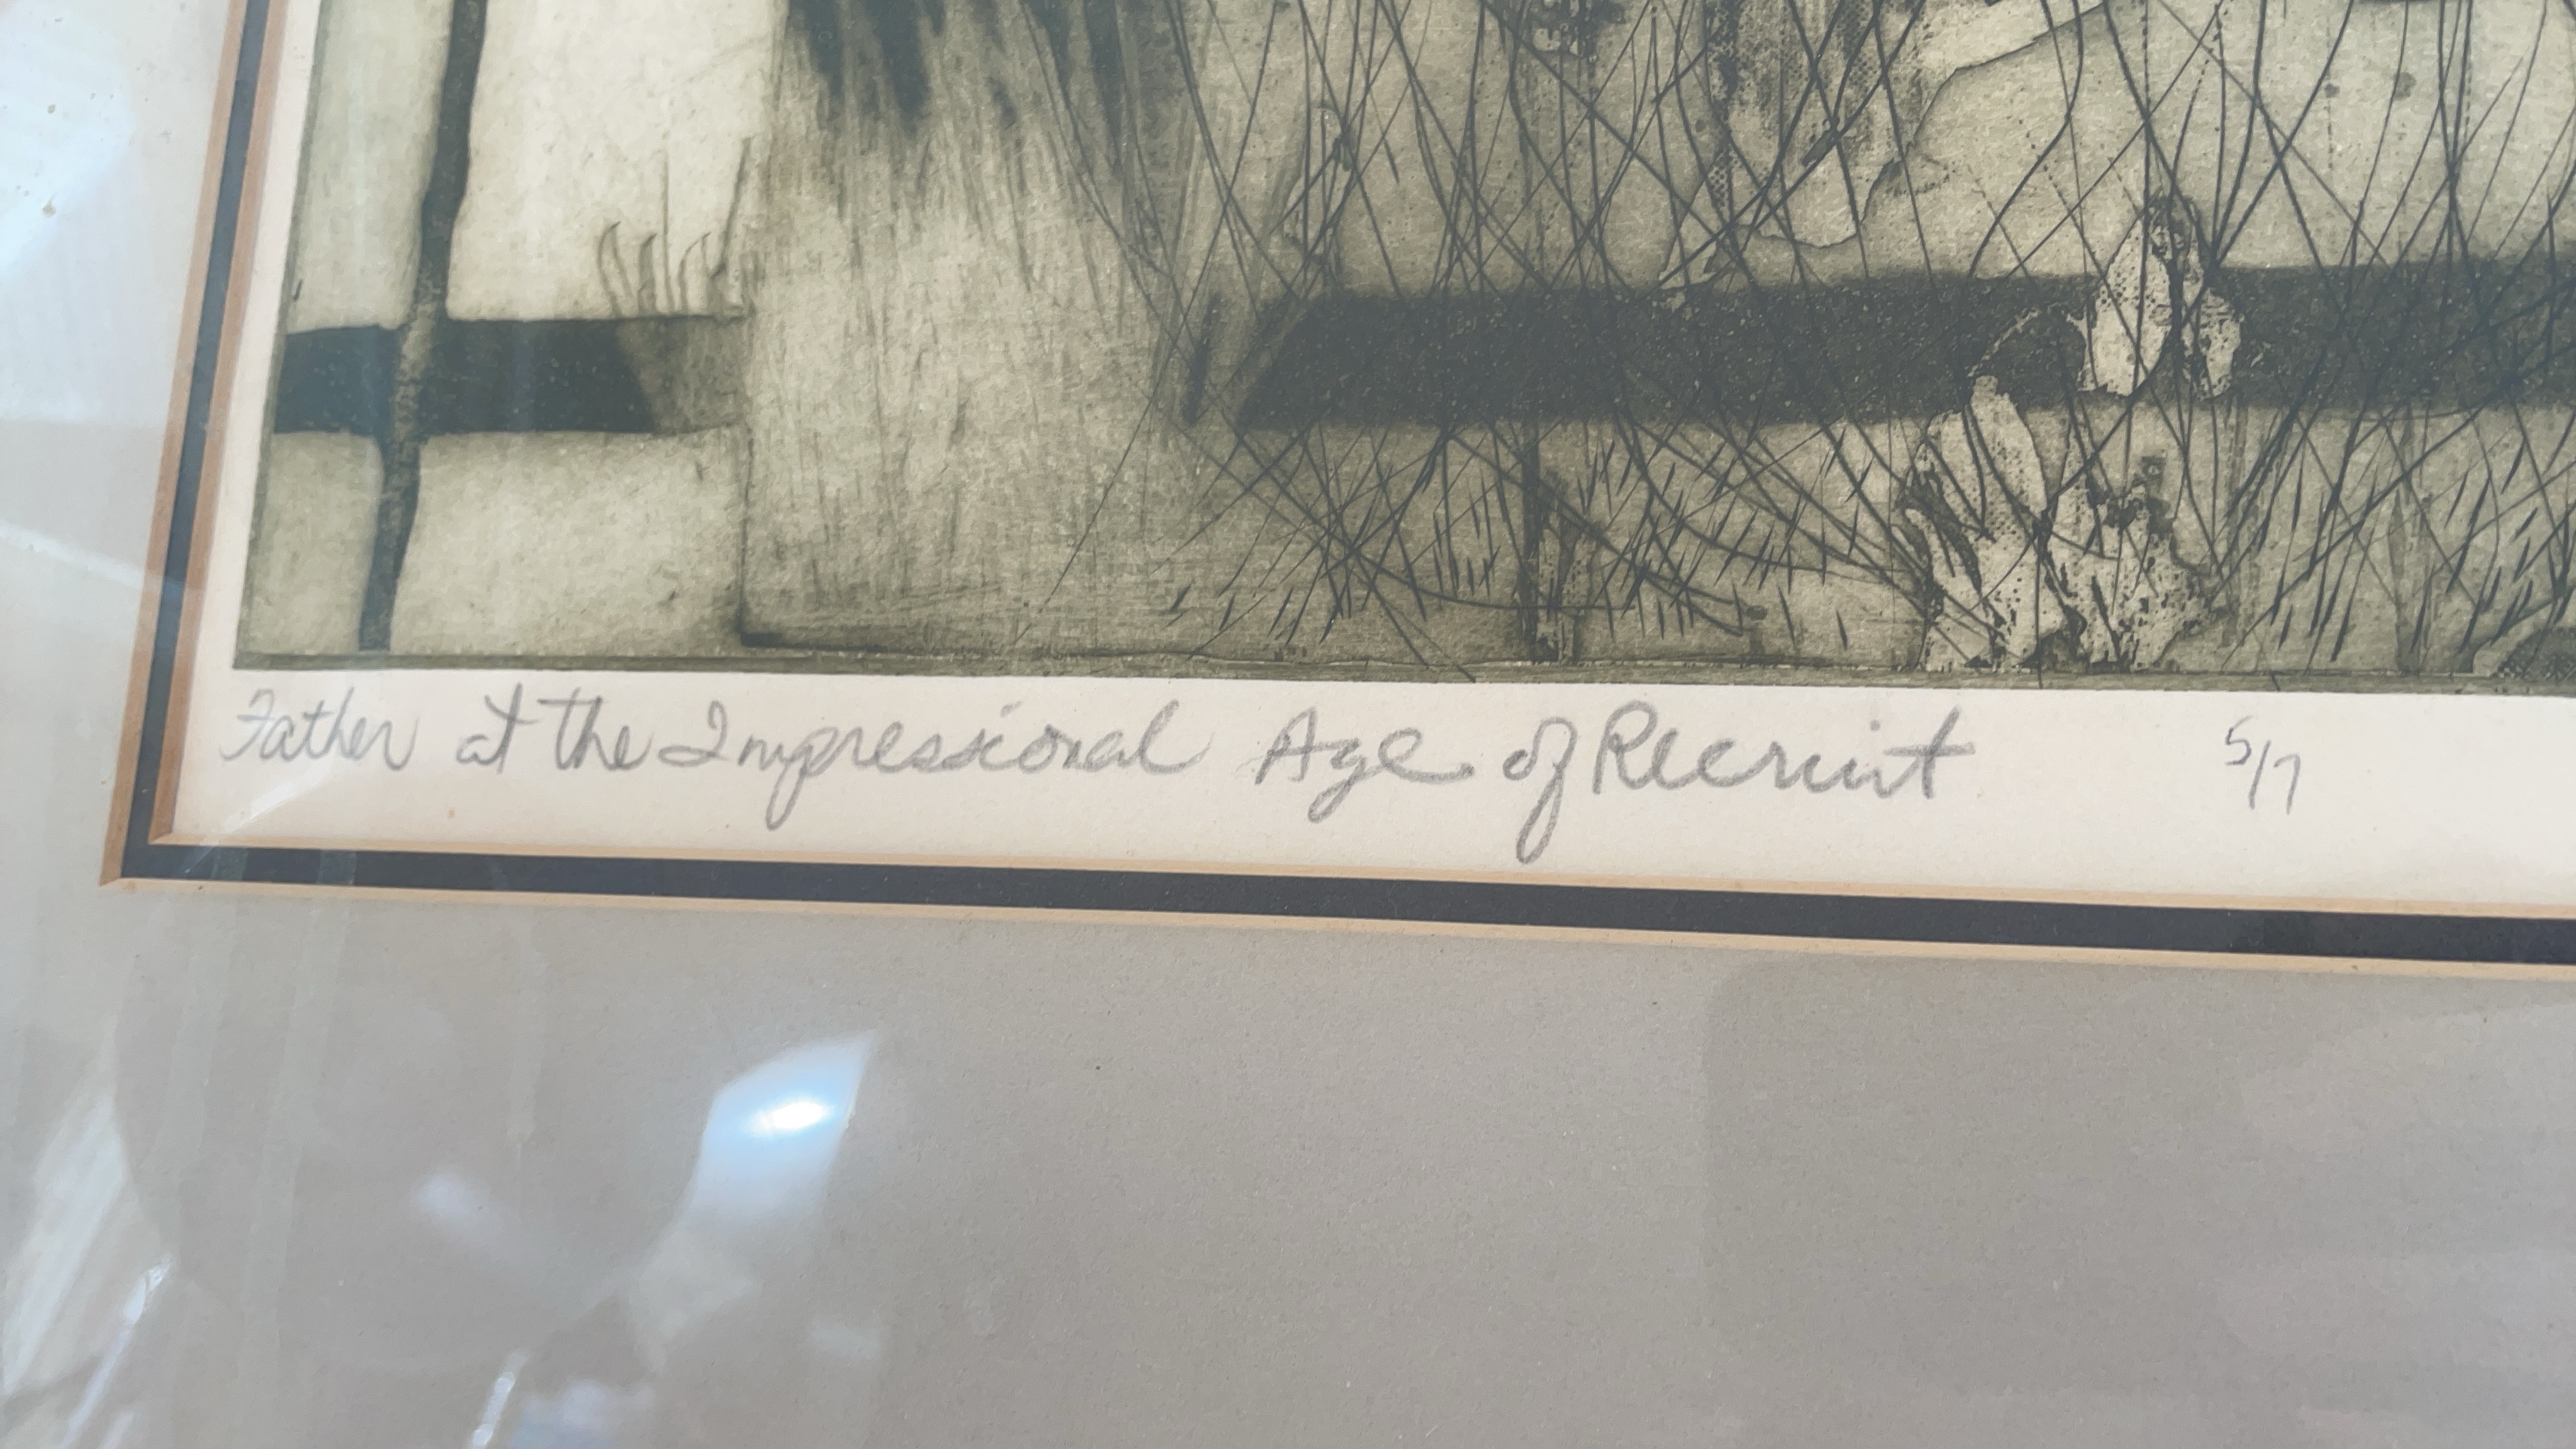 Father at the Impressional Age of Recruit 5/7